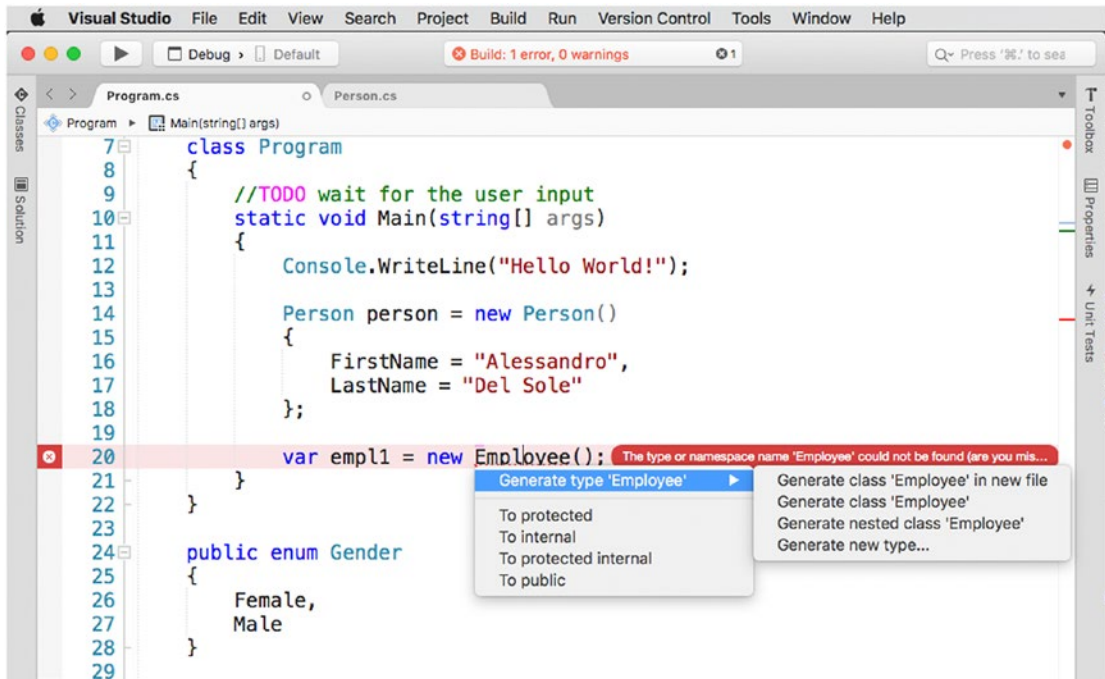 Visual Studio File Edit View Search Project Build Run Version Control Tools Window Help
Debug › Default Build: 1 error, 0 warnings 1 Press '⌘.' to sea
Program.cs Person.cs
Program ▸ Main(string[] args)
Classes
Solution
7 class Program
8 {
9 //TODO wait for the user input
10 static void Main(string[] args)
11 {
12 Console.WriteLine("Hello World!");
13
14 Person person = new Person()
15 {
16 FirstName = "Alessandro",
17 LastName = "Del Sole"
18 };
19
20 var empl1 = new Employee(); The type or namespace name 'Employee' could not be found (are you mis...
21 }
22 }
23
24 public enum Gender
25 {
26 Female,
27 Male
28 }
29
Generate type 'Employee'
To protected
To internal
To protected internal
To public
Generate class 'Employee' in new file
Generate class 'Employee'
Generate nested class 'Employee'
Generate new type...
Toolbox
Properties
Unit Tests